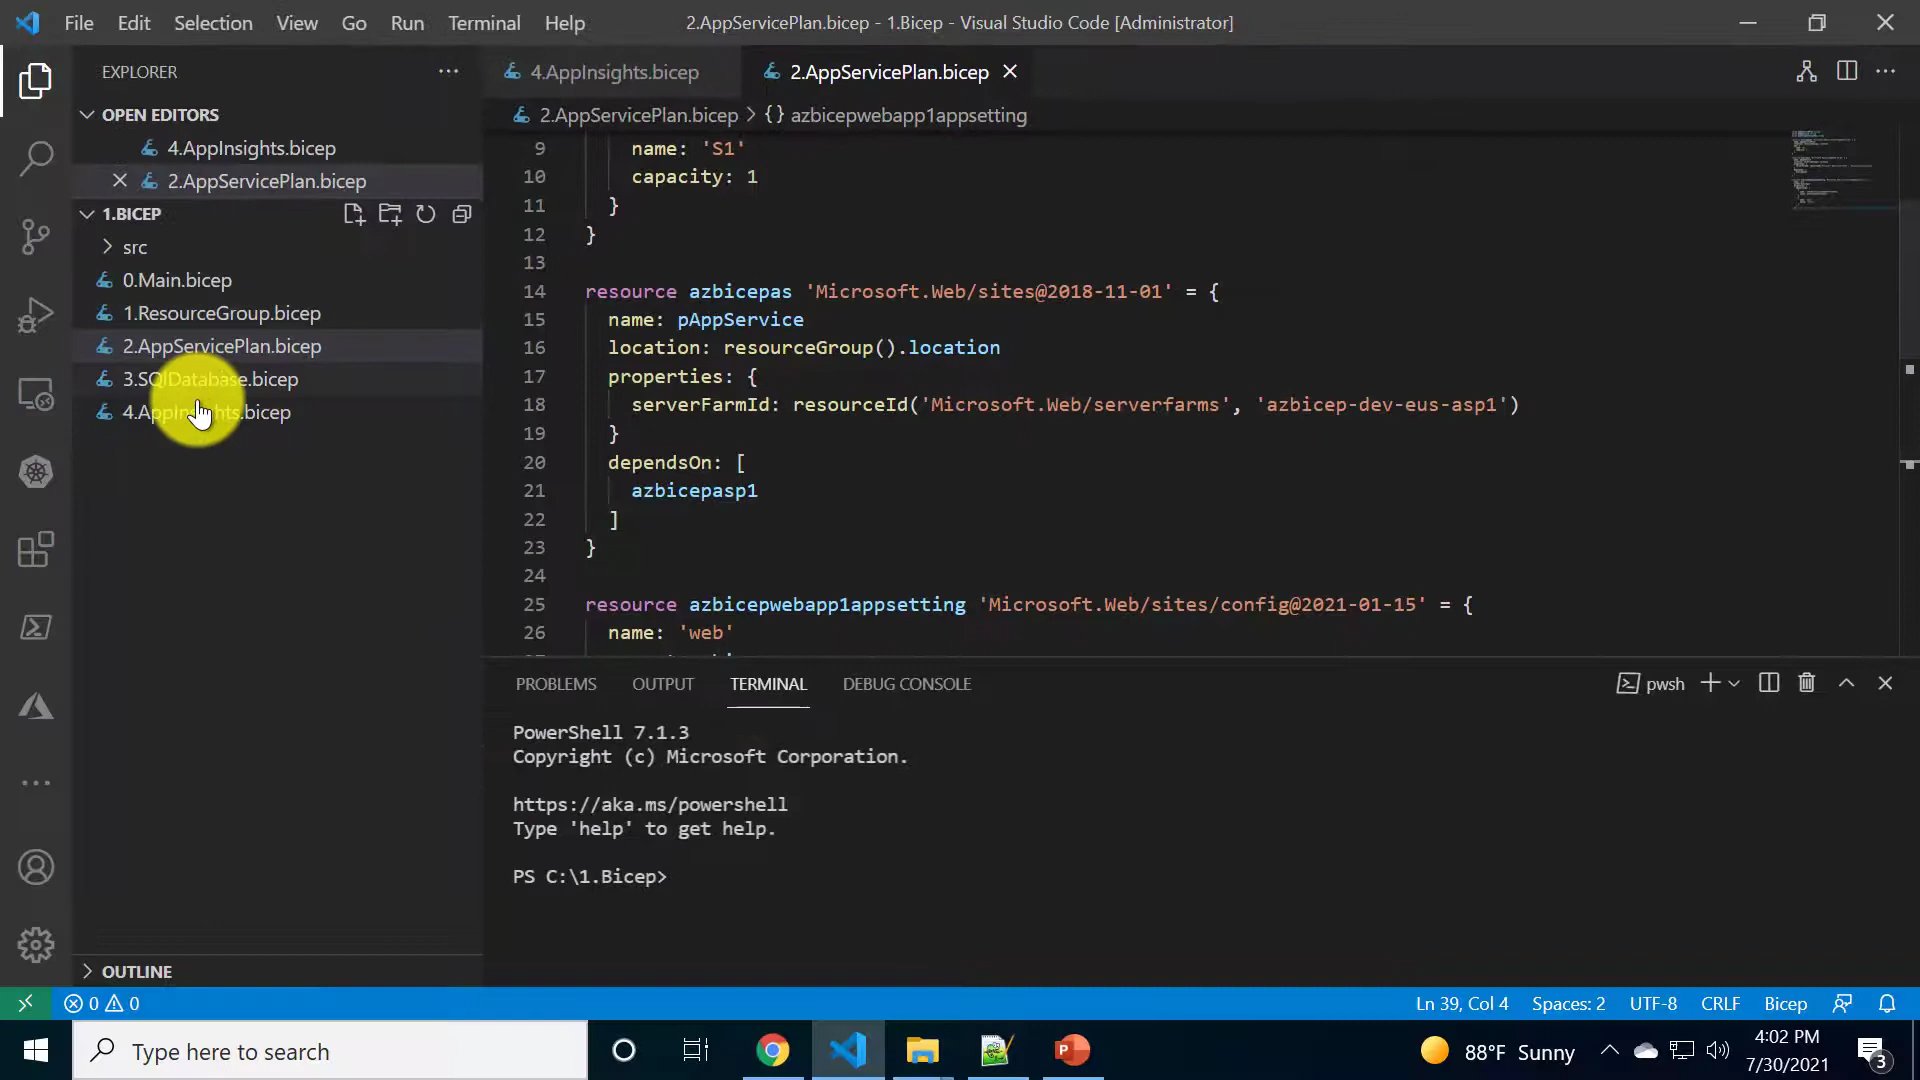 File Edit Selection View Go Run Terminal Help
2.AppServicePlan.bicep - 1.Bicep - Visual Studio Code [Administrator]
EXPLORER
OPEN EDITORS
4.AppInsights.bicep
2.AppServicePlan.bicep
1.BICEP
src
0.Main.bicep
1.ResourceGroup.bicep
2.AppServicePlan.bicep
3.SQlDatabase.bicep
4.AppInsights.bicep
OUTLINE
4.AppInsights.bicep 2.AppServicePlan.bicep
2.AppServicePlan.bicep > {} azbicepwebapp1appsetting
9 name: 'S1'
10 capacity: 1
11 }
12 }
13
14 resource azbicepas 'Microsoft.Web/sites@2018-11-01' = {
15 name: pAppService
16 location: resourceGroup().location
17 properties: {
18 serverFarmId: resourceId('Microsoft.Web/serverfarms', 'azbicep-dev-eus-asp1')
19 }
20 dependsOn: [
21 azbicepasp1
22 ]
23 }
24
25 resource azbicepwebapp1appsetting 'Microsoft.Web/sites/config@2021-01-15' = {
26 name: 'web'
PROBLEMS OUTPUT TERMINAL DEBUG CONSOLE
pwsh
PowerShell 7.1.3
Copyright (c) Microsoft Corporation.
https://aka.ms/powershell
Type 'help' to get help.
PS C:\1.Bicep>
0 0
Ln 39, Col 4 Spaces: 2 UTF-8 CRLF Bicep
Type here to search
88°F Sunny
4:02 PM
7/30/2021
3